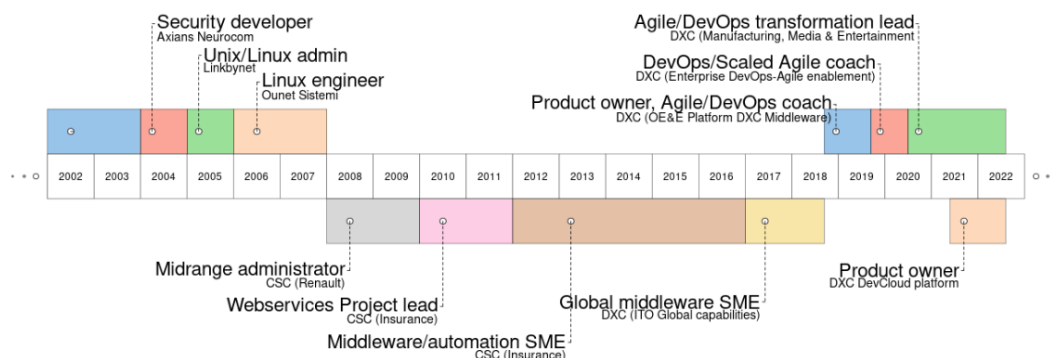 Security developer
Axians Neurocom
Unix/Linux admin
Linkbynet
Linux engineer
Ounet Sistemi
Agile/DevOps transformation lead
DXC (Manufacturing, Media & Entertainment
DevOps/Scaled Agile coach
DXC (Enterprise DevOps-Agile enablement)
Product owner, Agile/DevOps coach
DXC (OE&E Platform DXC Middleware)
2002 2003 2004 2005 2006 2007 2008 2009 2010 2011 2012 2013 2014 2015 2016 2017 2018 2019 2020 2021 2022
Midrange administrator
CSC (Renault)
Webservices Project lead
CSC (Insurance)
Middleware/automation SME
CSC (Insurance)
Global middleware SME
DXC (ITO Global capabilities)
Product owner
DXC DevCloud platform